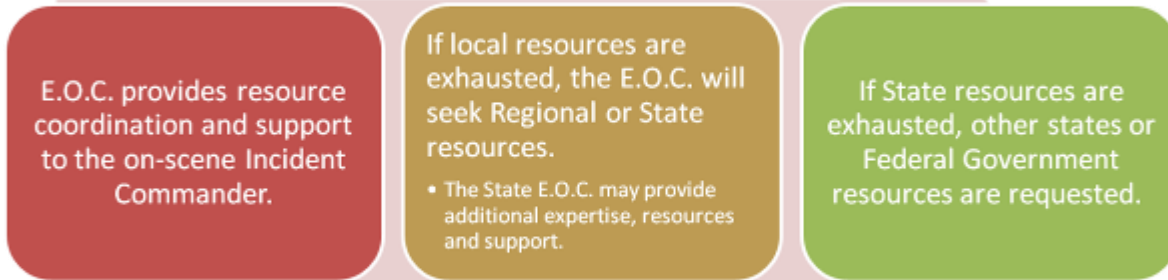 E.O.C. provides resource
coordination and support
to the on-scene Incident
Commander.
If local resources are
exhausted, the E.O.C. will
seek Regional or State
resources.
• The State E.O.C. may provide
additional expertise, resources
and support.
If State resources are
exhausted, other states or
Federal Government
resources are requested.